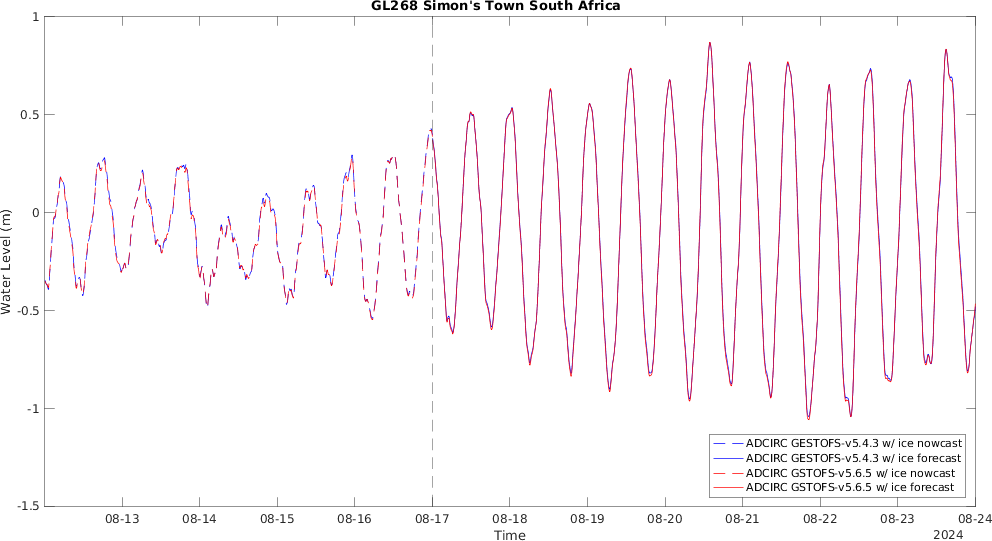 GL268 Simon's Town South Africa
Water Level (m)
1
0.5
0
-0.5
-1
-1.5
ADCIRC GESTOFS-v5.4.3 w/ ice nowcast
ADCIRC GESTOFS-v5.4.3 w/ ice forecast
ADCIRC GSTOFS-v5.6.5 w/ ice nowcast
ADCIRC GSTOFS-v5.6.5 w/ ice forecast
08-13 08-14 08-15 08-16 08-17 08-18 08-19 08-20 08-21 08-22 08-23 08-24
Time
2024